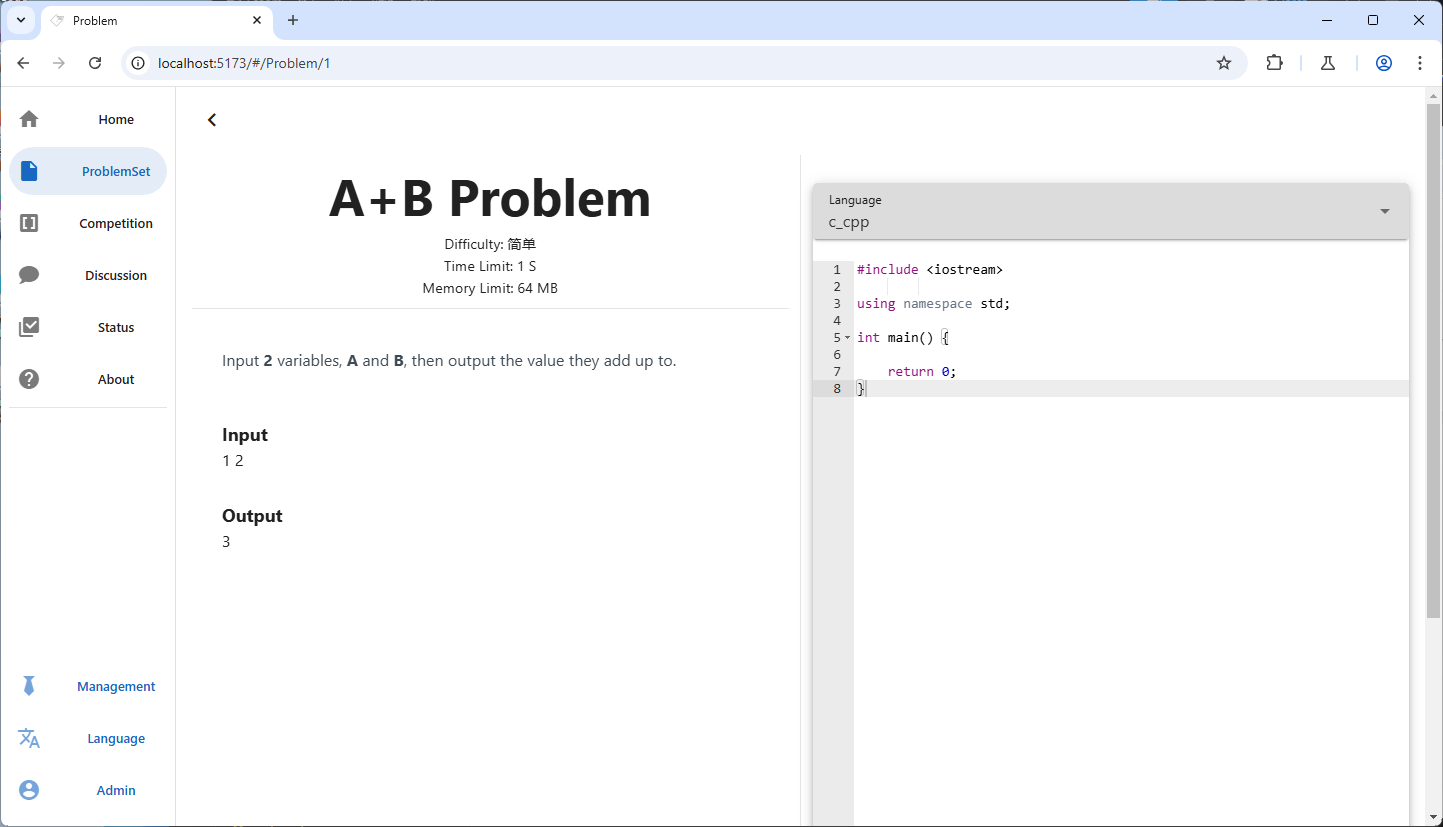 Problem
localhost:5173/#/Problem/1
Home
ProblemSet
Competition
Discussion
Status
About
Management
Language
Admin
A+B Problem
Difficulty: 简单
Time Limit: 1 S
Memory Limit: 64 MB
Input 2 variables, A and B, then output the value they add up to.
Input
1 2
Output
3
Language
c_cpp
1 #include <iostream>
2
3 using namespace std;
4
5 int main() {
6
7     return 0;
8 }